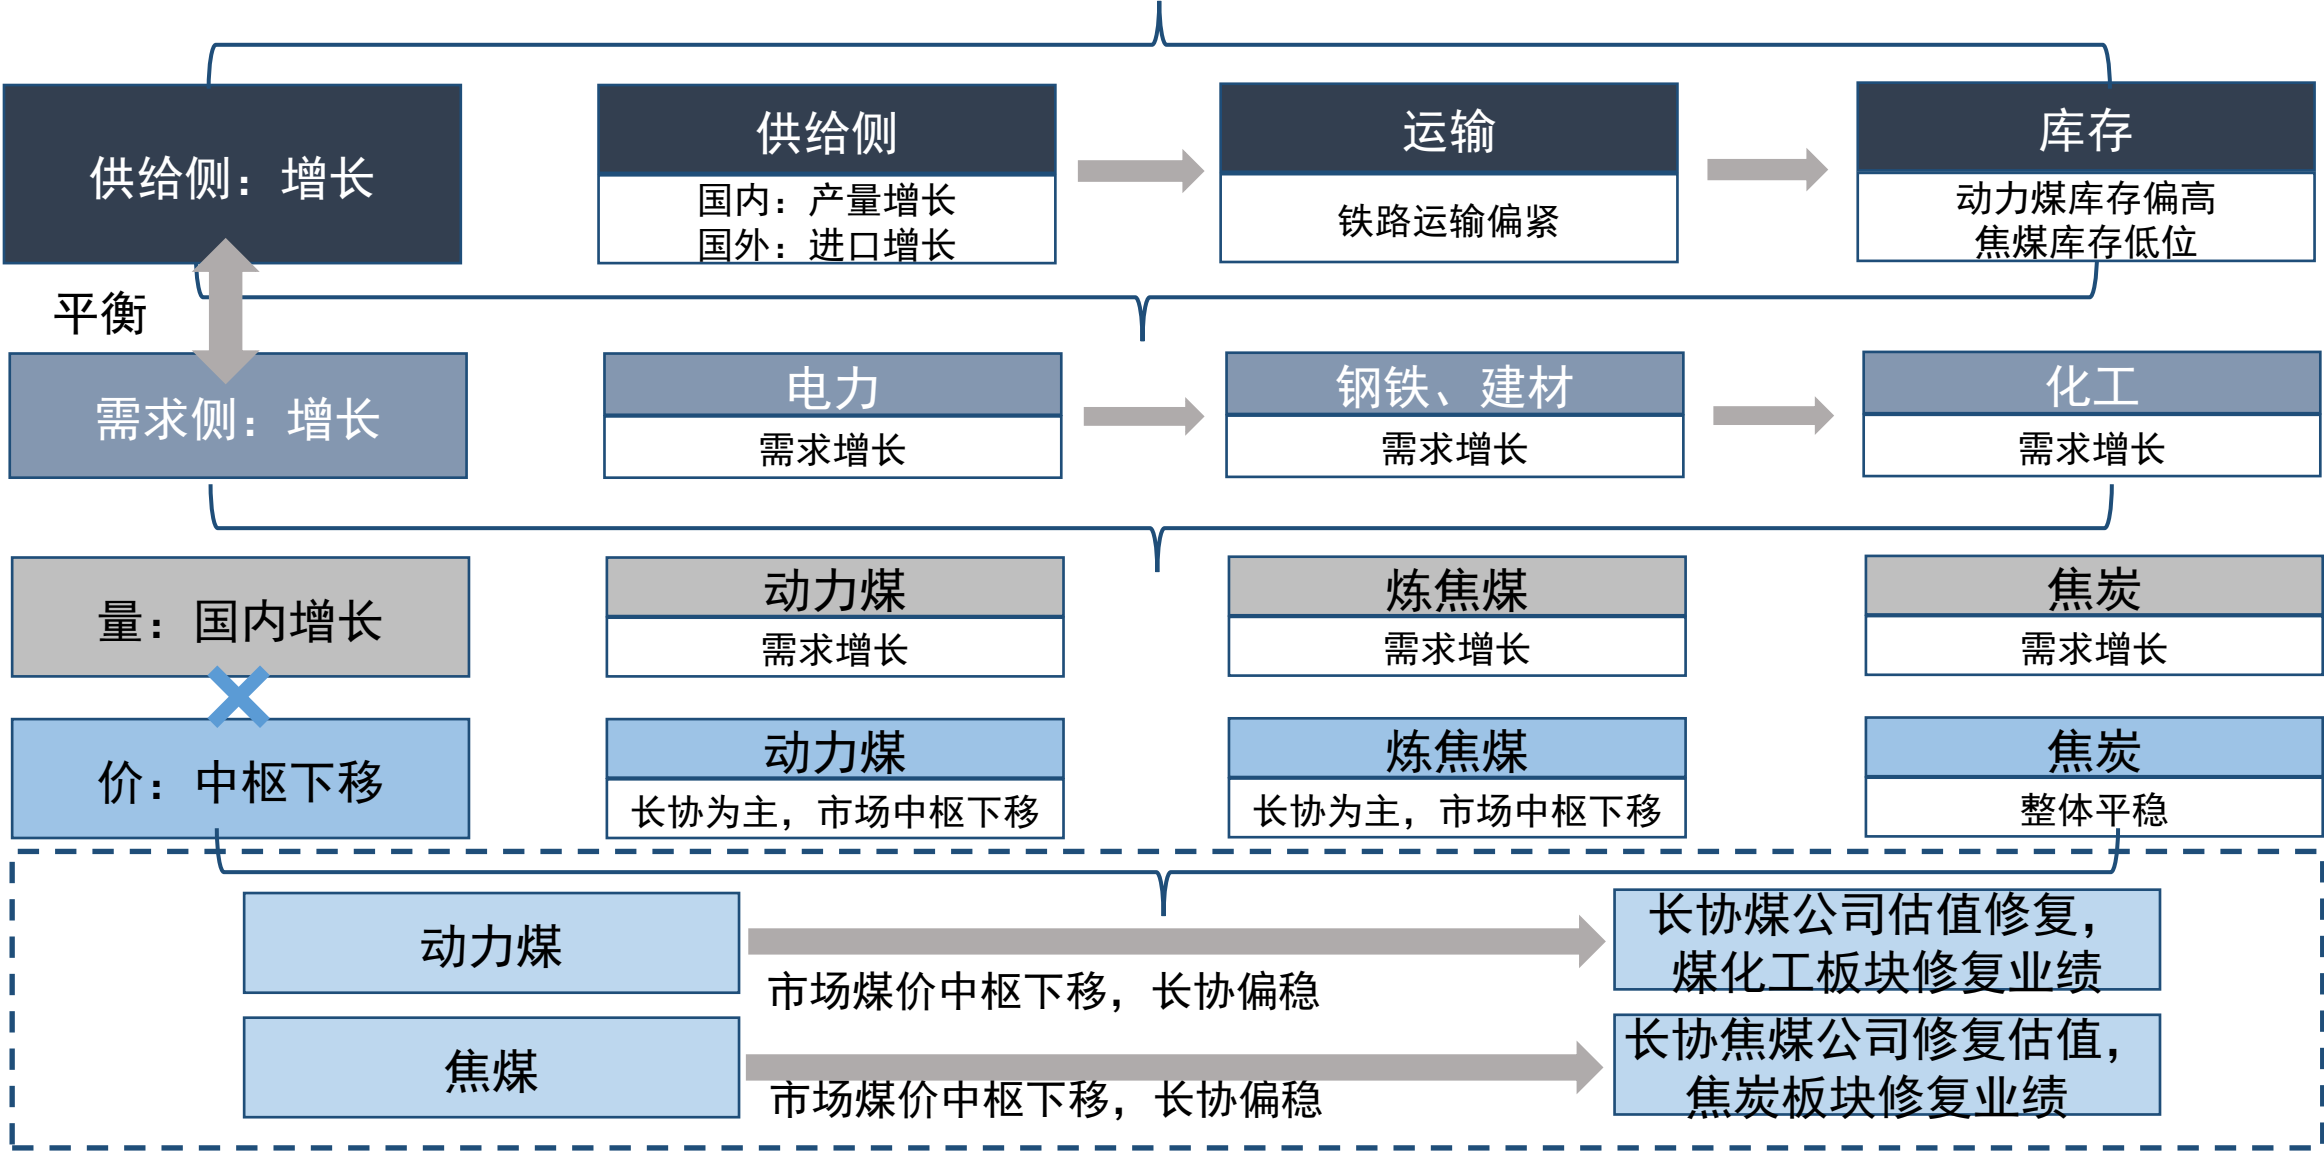 供给侧：增长
供给侧
国内：产量增长
国外：进口增长
运输
铁路运输偏紧
库存
动力煤库存偏高
焦煤库存低位
平衡
需求侧：增长
电力
需求增长
钢铁、建材
需求增长
化工
需求增长
量：国内增长
动力煤
需求增长
炼焦煤
需求增长
焦炭
需求增长
价：中枢下移
动力煤
长协为主，市场中枢下移
炼焦煤
长协为主，市场中枢下移
焦炭
整体平稳
动力煤
市场煤价中枢下移，长协偏稳
长协煤公司估值修复，
煤化工板块修复业绩
焦煤
市场煤价中枢下移，长协偏稳
长协焦煤公司修复估值，
焦炭板块修复业绩